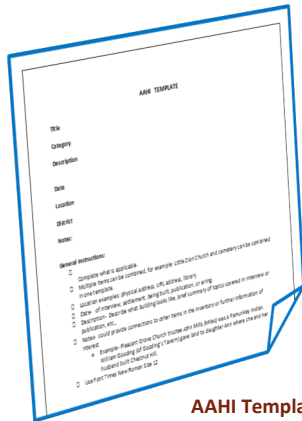 AAHI TEMPLATE
Title
Category
Description
Date
Location
District
Notes:
General Instructions:
Complete what is applicable.
Multiple items can be combined, for example: Little Zion Church and cemetery can be combined
in one template.
Location examples: physical address, URL address, library
Date- of interview, settlement, being built, publication, or airing.
Description- Describe what building looks like, brief summary of topics covered in interview or
publication, etc.,
Notes- could provide connections to other items in the inventory or further information of
interest
Example- Pleasant Grove Church trustee John Mills (Miles) was a Pamunkey Indian.
William Gooding (of Gooding's Tavern) gave land to daughter Ann where she and her
husband built Chestnut Hill.
Use Font Times New Roman Size 12
AAHI Templa